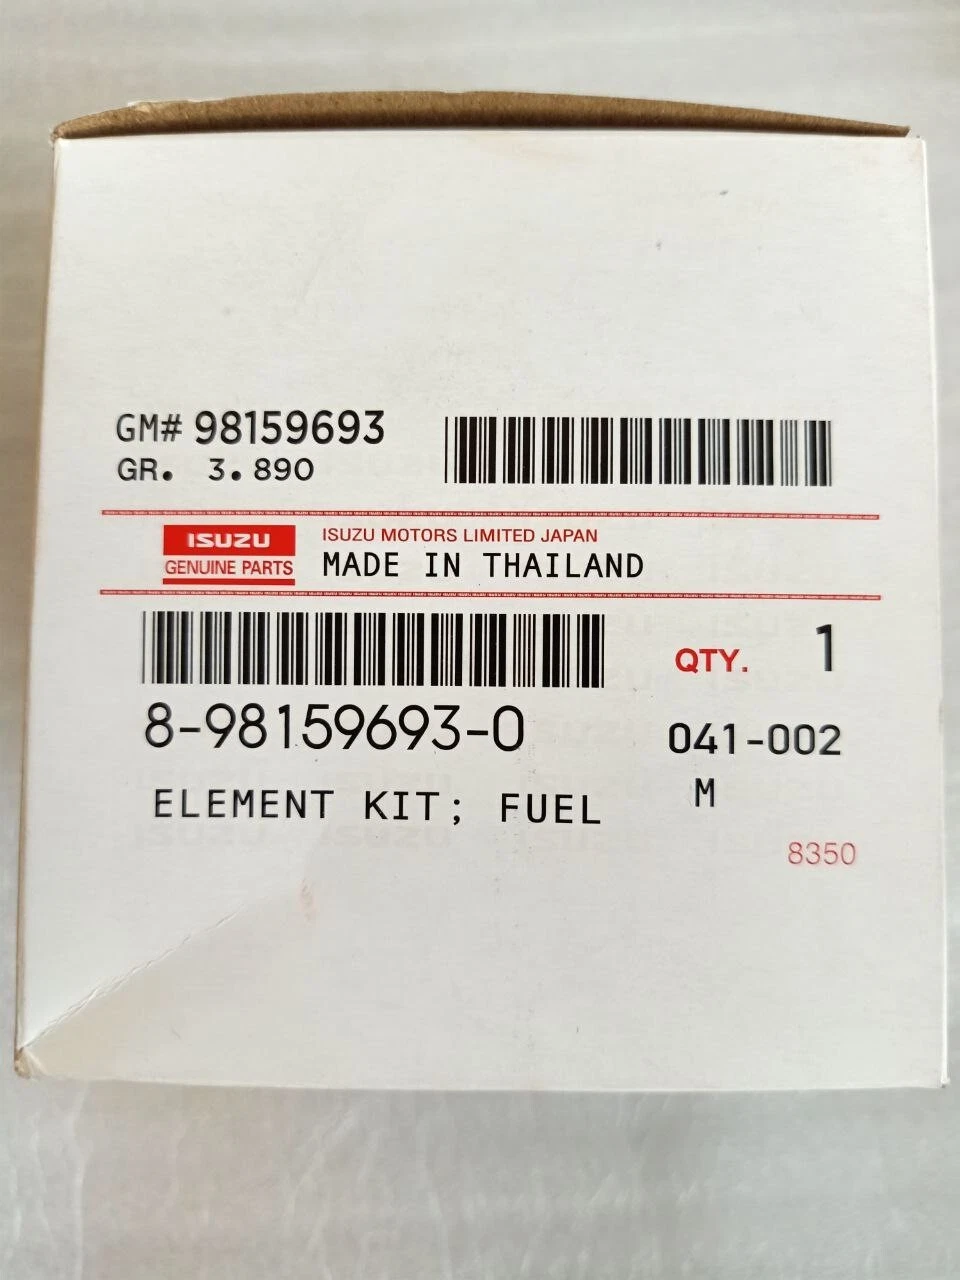 GM# 98159693
GR. 3.890
ISUZU
GENUINE PARTS
ISUZU MOTORS LIMITED JAPAN
MADE IN THAILAND
QTY. 1
8-98159693-0
041-002
ELEMENT KIT; FUEL
M
8350